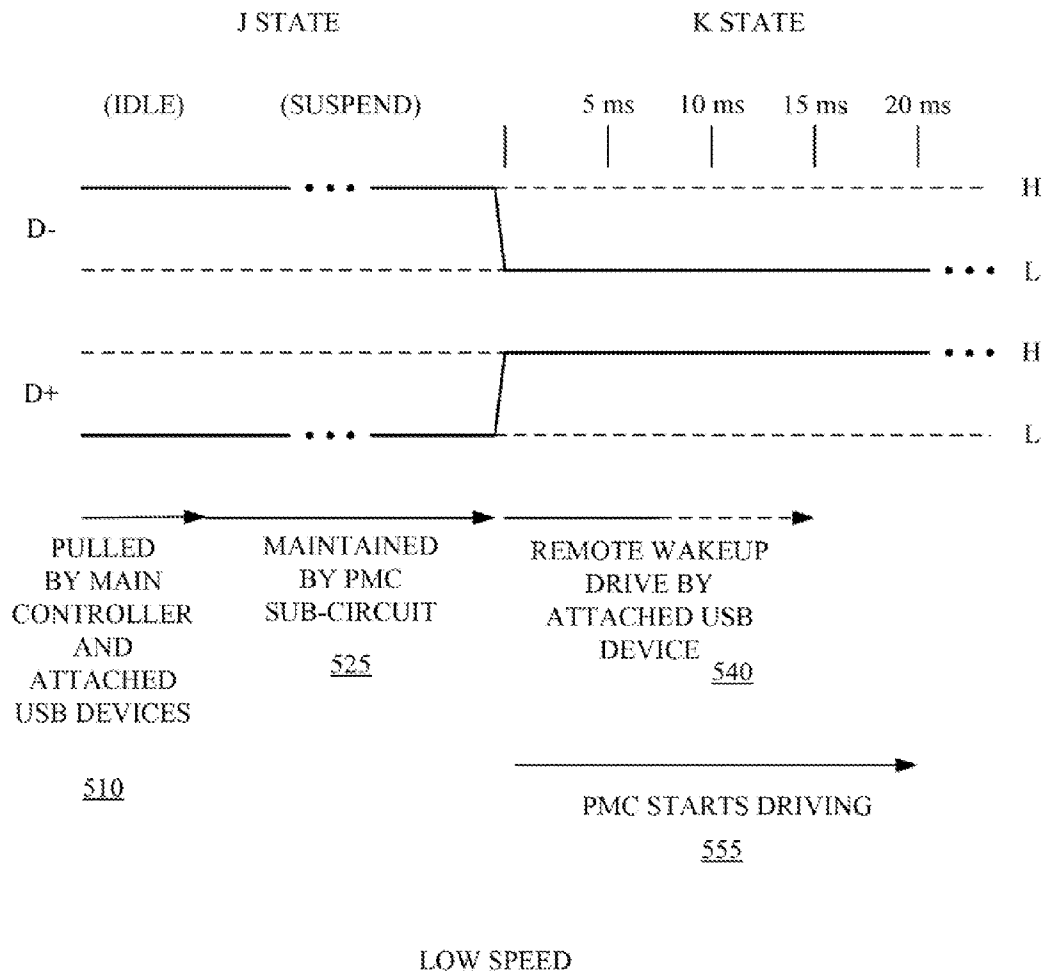 J STATE
K STATE
(IDLE)
(SUSPEND)
5 ms
10 ms
15 ms
20 ms
H
D-
L
H
D+
L
PULLED
BY MAIN
CONTROLLER
AND
ATTACHED
USB DEVICES
510
MAINTAINED
BY PMC
SUB-CIRCUIT
525
REMOTE WAKEUP
DRIVE BY
ATTACHED USB
DEVICE
540
PMC STARTS DRIVING
555
LOW SPEED